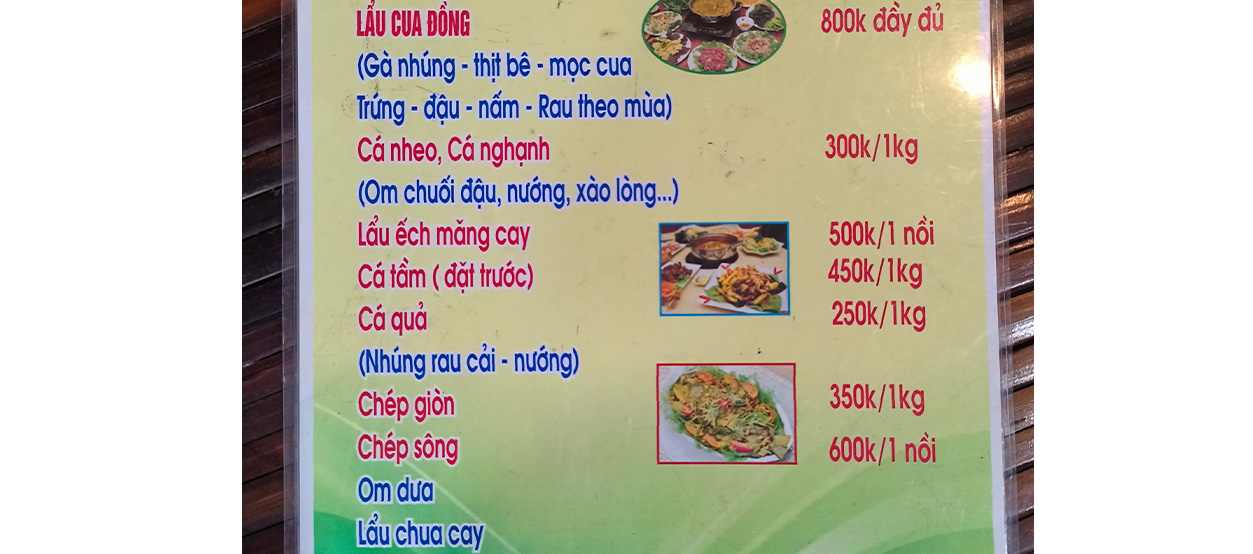 LẨU CUA ĐỒNG 800k đầy đủ
(Gà nhúng - thịt bê - mọc cua
Trứng - đậu - nấm - Rau theo mùa)
Cá nheo, Cá nghạnh 300k/1kg
(Om chuối đậu, nướng, xào lòng...)
Lẩu ếch măng cay 500k/1 nồi
Cá tầm ( đặt trước) 450k/1kg
Cá quả 250k/1kg
(Nhúng rau cải - nướng)
Chép giòn 350k/1kg
Chép sông 600k/1 nồi
Om dưa
Lẩu chua cay